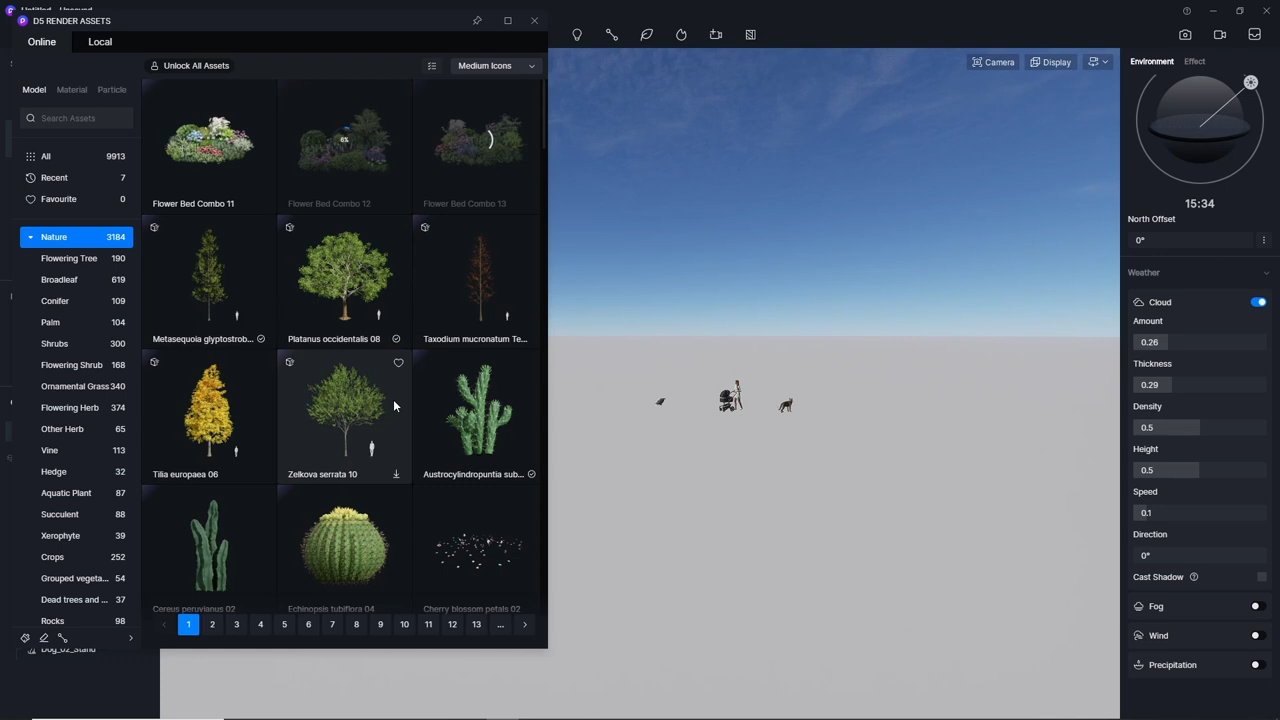 D5 RENDER ASSETS
Online Local
Unlock All Assets
Medium Icons
Model Material Particle
Search Assets
All 9913
Recent 7
Favourite 0
Nature 3184
Flowering Tree 190
Broadleaf 619
Conifer 109
Palm 104
Shrubs 300
Flowering Shrub 168
Ornamental Grass 340
Flowering Herb 374
Other Herb 65
Vine 113
Hedge 32
Aquatic Plant 87
Succulent 88
Xerophyte 39
Crops 252
Grouped vegeta... 54
Dead trees and ... 37
Rocks 98
6%
Flower Bed Combo 11
Flower Bed Combo 12
Flower Bed Combo 13
Metasequoia glyptostrob...
Platanus occidentalis 08
Taxodium mucronatum Te...
Tilia europaea 06
Zelkova serrata 10
Austrocylindropuntia sub...
Cereus peruvianus 02
Echinopsis tubiflora 04
Cherry blossom petals 02
1 2 3 4 5 6 7 8 9 10 11 12 13 ...
Dog_02_Stand
Camera
Display
Environment Effect
15:34
North Offset
0°
Weather
Cloud
Amount
0.26
Thickness
0.29
Density
0.5
Height
0.5
Speed
0.1
Direction
0°
Cast Shadow
Fog
Wind
Precipitation